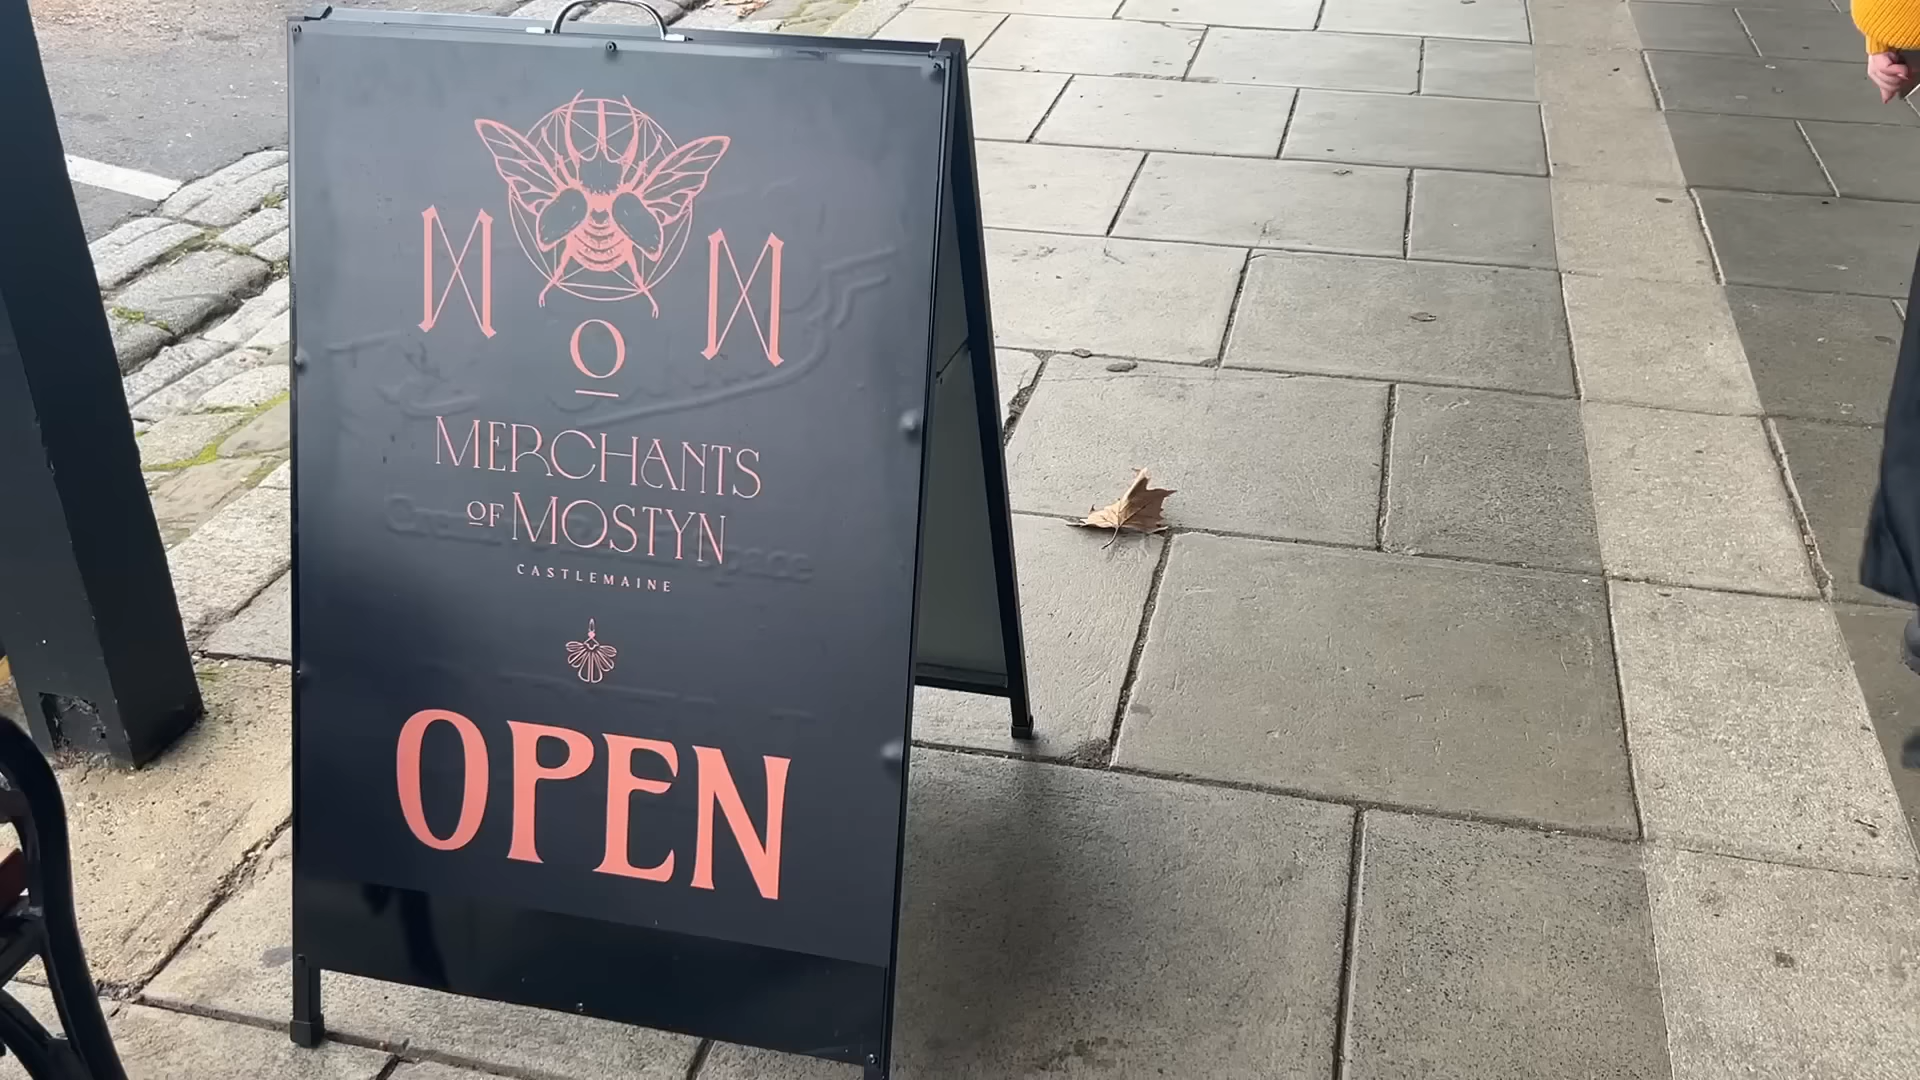 M M
O
MERCHANTS
OF MOSTYN
CASTLEMAINE
OPEN